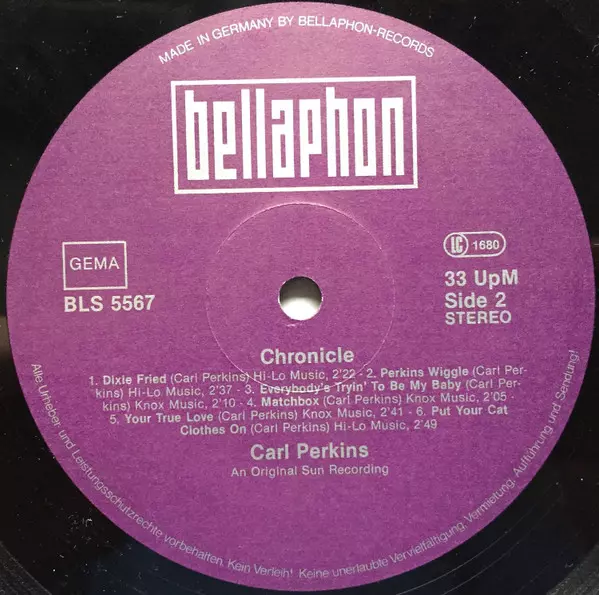 MADE IN GERMANY BY BELLAPHON-RECORDS
bellaphon
GEMA
BLS 5567
LC 1680
33 UpM
Side 2
STEREO
Chronicle
1. Dixie Fried (Carl Perkins) Hi-Lo Music, 2'22 - 2. Perkins Wiggle (Carl Per-
kins) Hi-Lo Music, 2'37 - 3. Everybody's Tryin' To Be My Baby (Carl Per-
kins) Knox Music, 2'10 - 4. Matchbox (Carl Perkins) Knox Music, 2'05 -
5. Your True Love (Carl Perkins) Knox Music, 2'41 - 6. Put Your Cat
Clothes On (Carl Perkins) Hi-Lo Music, 2'49
Carl Perkins
An Original Sun Recording
Alle Urheber- und Leistungsschutzrechte vorbehalten. Kein Verleih! Keine unerlaubte Vervielfältigung, Vermietung, Aufführung und Sendung!